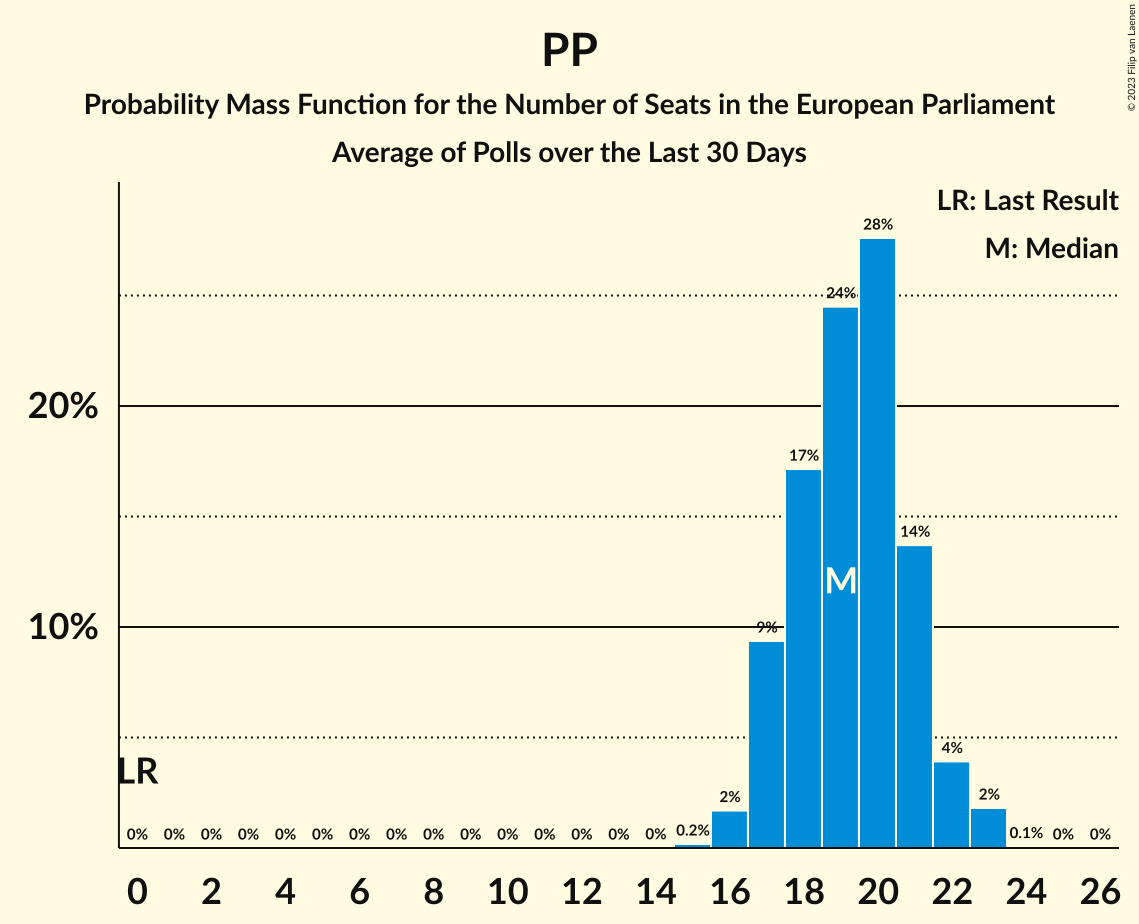 PP
Probability Mass Function for the Number of Seats in the European Parliament
Average of Polls over the Last 30 Days
© 2023 Filip van Laenen
LR: Last Result
M: Median
20%
10%
LR
M
0% 0% 0% 0% 0% 0% 0% 0% 0% 0% 0% 0% 0% 0% 0% 0.2% 2% 9% 17% 24% 28% 14% 4% 2% 0.1% 0% 0%
0 2 4 6 8 10 12 14 16 18 20 22 24 26